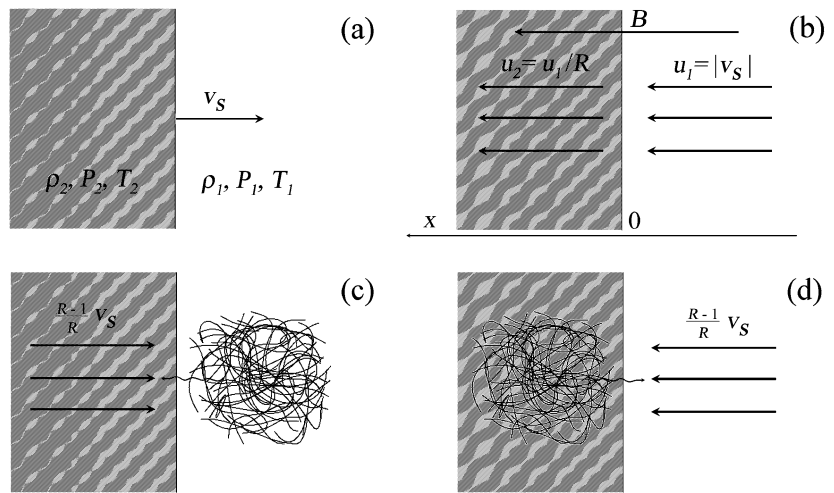 (a)
v_S
ρ_2, P_2, T_2
ρ_1, P_1, T_1
B
(b)
u_2= u_1/R
u_1=|v_S|
x
0
(c)
R - 1
R
v_S
(d)
R - 1
R
v_S